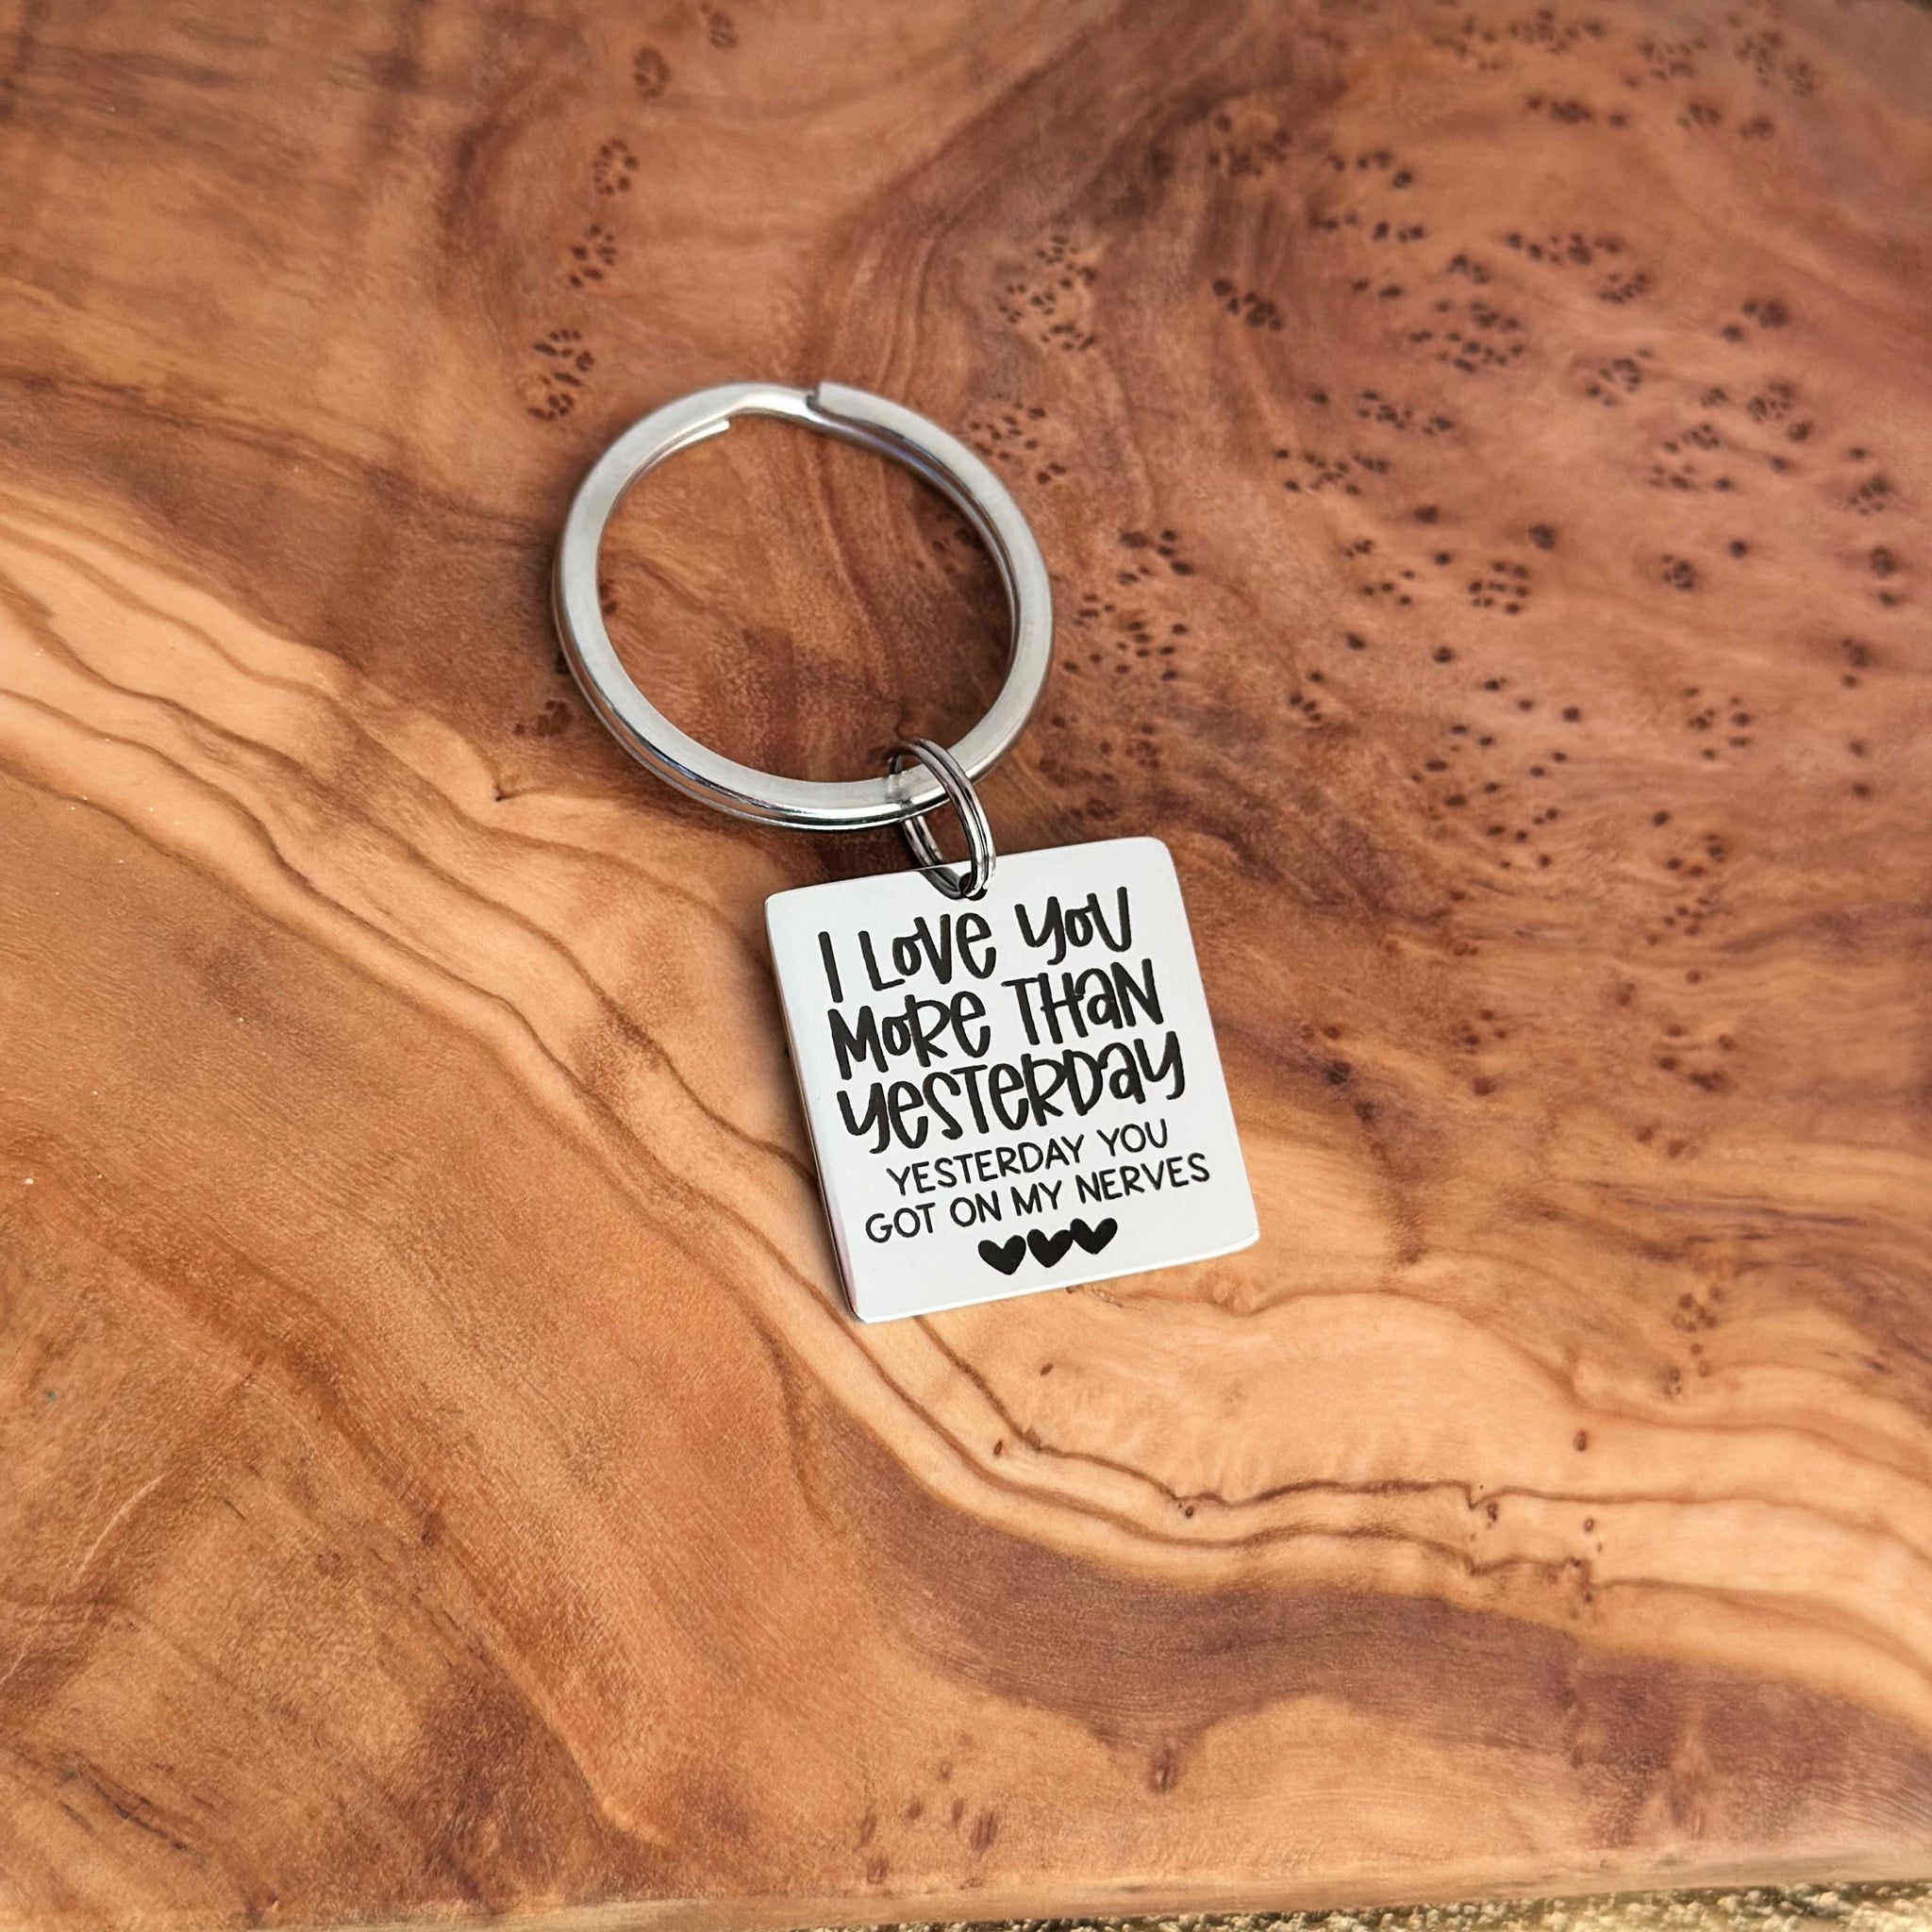 I LOVE YOU
MORE THAN
YESTERDAY
YESTERDAY YOU
GOT ON MY NERVES